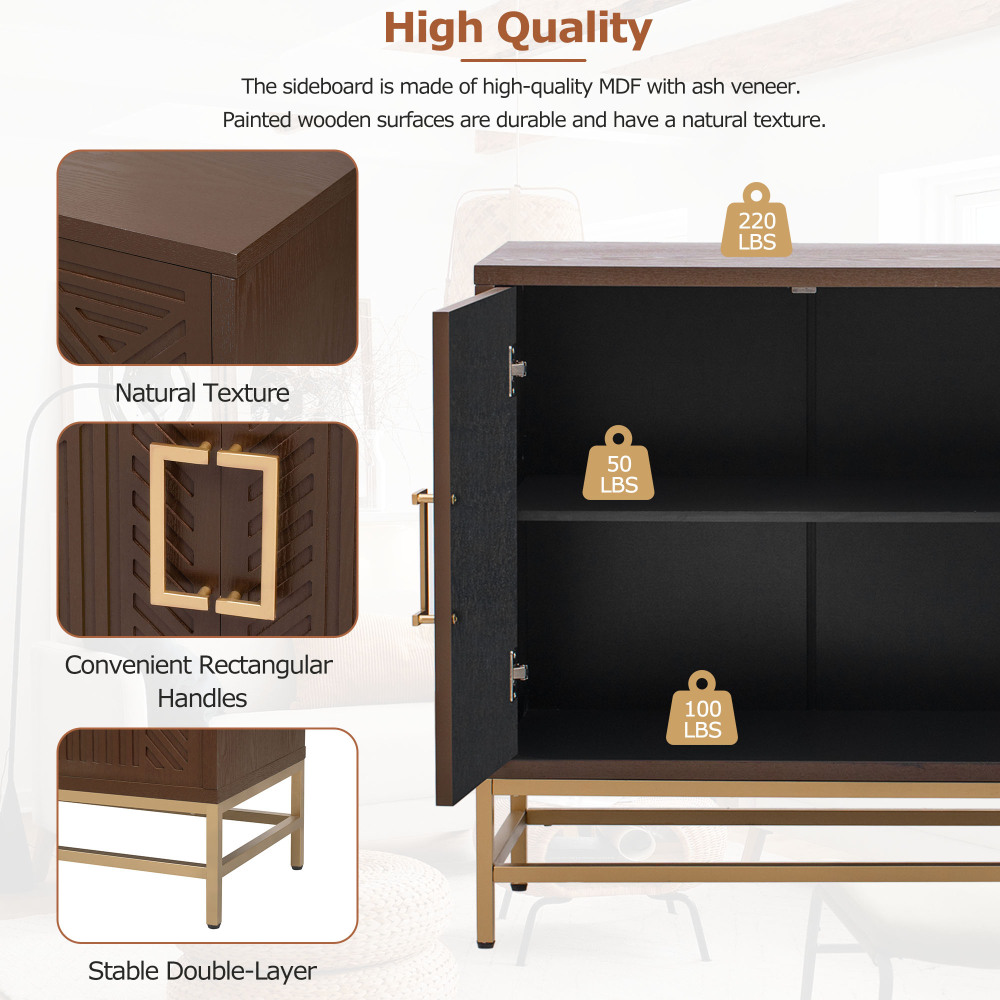 High Quality
The sideboard is made of high-quality MDF with ash veneer.
Painted wooden surfaces are durable and have a natural texture.
220
LBS
Natural Texture
50
LBS
Convenient Rectangular
Handles
100
LBS
Stable Double-Layer